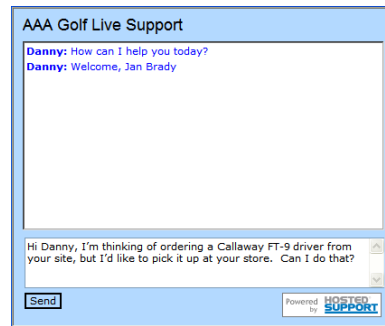 AAA Golf Live Support
Danny: How can I help you today?
Danny: Welcome, Jan Brady
Hi Danny, I'm thinking of ordering a Callaway FT-9 driver from
your site, but I'd like to pick it up at your store.  Can I do that?
Send
Powered by HOSTED SUPPORT